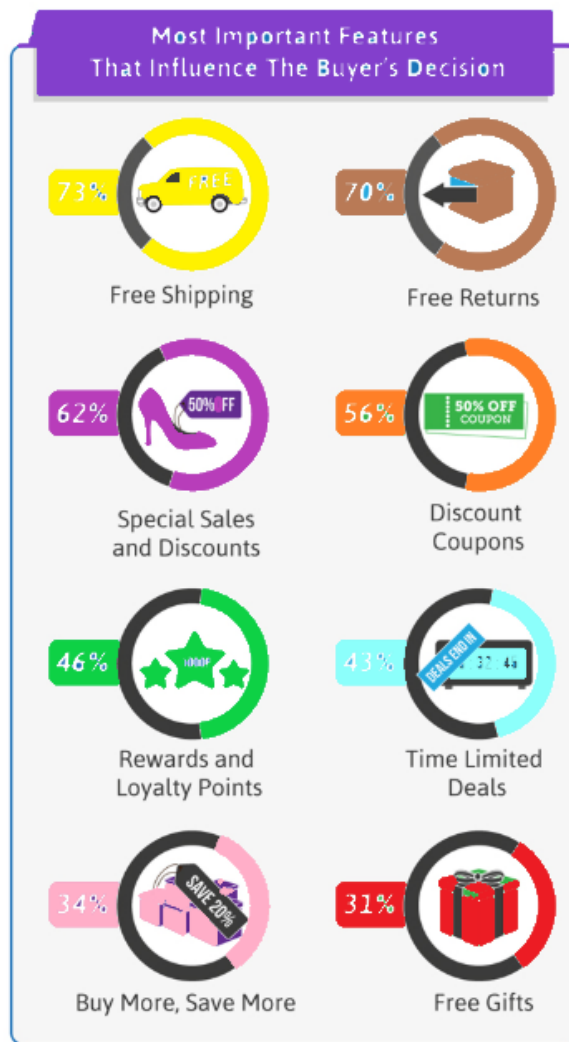 Most Important Features
That Influence The Buyer's Decision
73%
FREE
Free Shipping
70%
Free Returns
62%
50% OFF
Special Sales
and Discounts
56%
50% OFF
COUPON
Discount
Coupons
46%
Rewards and
Loyalty Points
43%
DEALS END IN
Time Limited
Deals
34%
SAVE 20%
Buy More, Save More
31%
Free Gifts